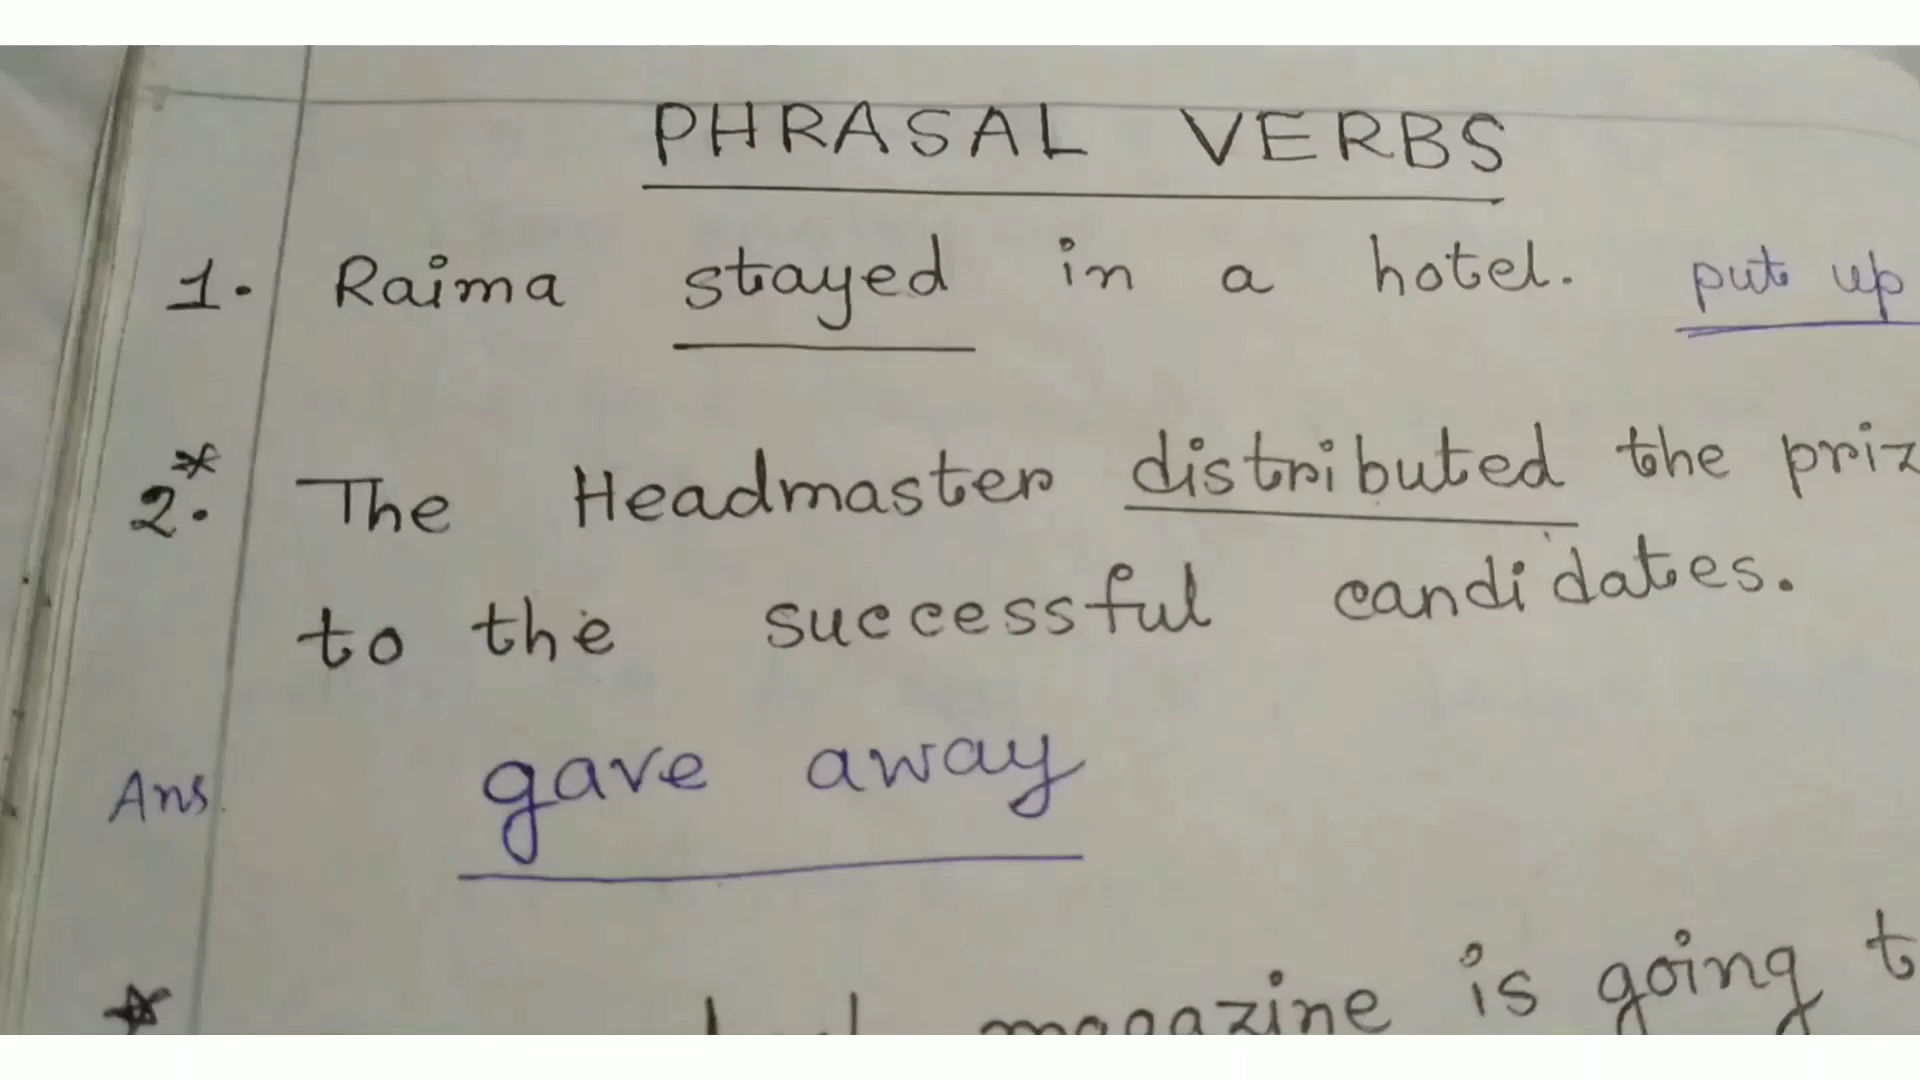 PHRASAL VERBS
1. Raima stayed in a hotel. put up
2.* The Headmaster distributed the priz
to the successful candidates.
Ans. gave away
magazine is going t